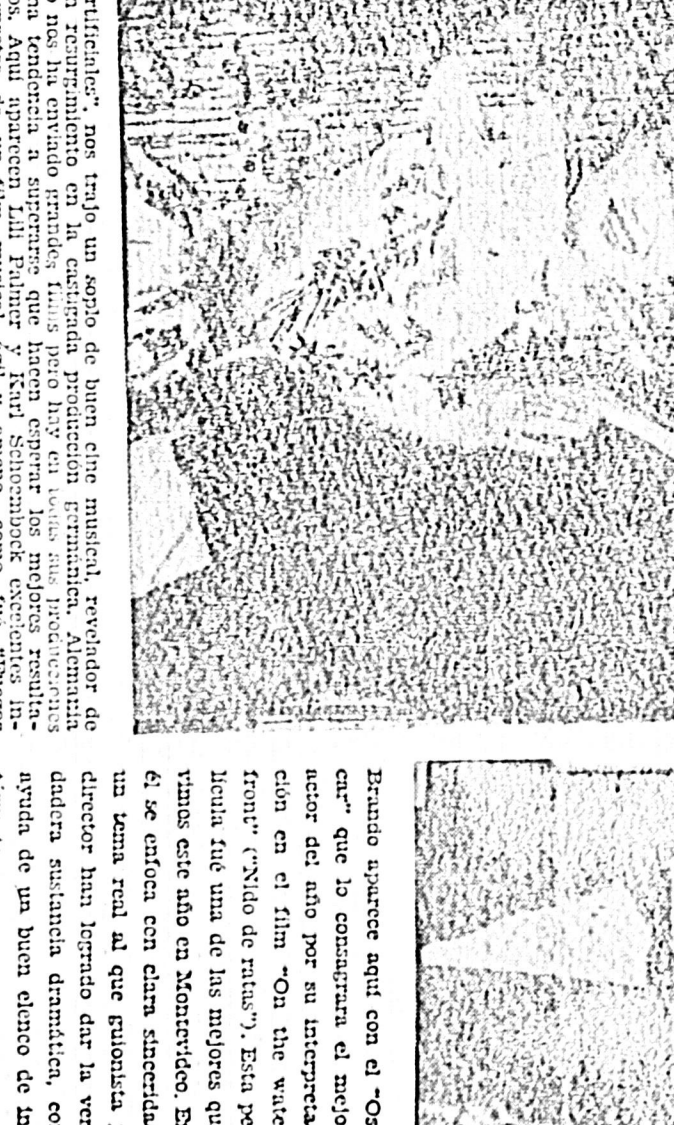 rtificiales", nos trajo un soplo de buen cine musical, revelador de
n resurgimiento en la castigada producción germánica. Alemania
o nos ha enviado grandes films pero hay en todas sus producciones
na tendencia a superarse que hacen esperar los mejores resulta-
os. Aquí aparecen Lili Palmer y Karl Schoembock excelentes in-
Brando aparece aquí con el "Os
car" que lo consagrara el mejo
actor del año por su interpreta
ción en el film "On the wate
front" ("Nido de ratas"). Esta pe
lícula fué una de las mejores qu
vimos este año en Montevideo. E
él se enfoca con clara sincerida
un tema real al que guionista
director han logrado dar la ver
dadera sustancia dramática, co
ayuda de un buen elenco de in